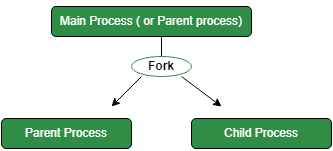 Main Process ( or Parent process)
Fork
Parent Process
Child Process